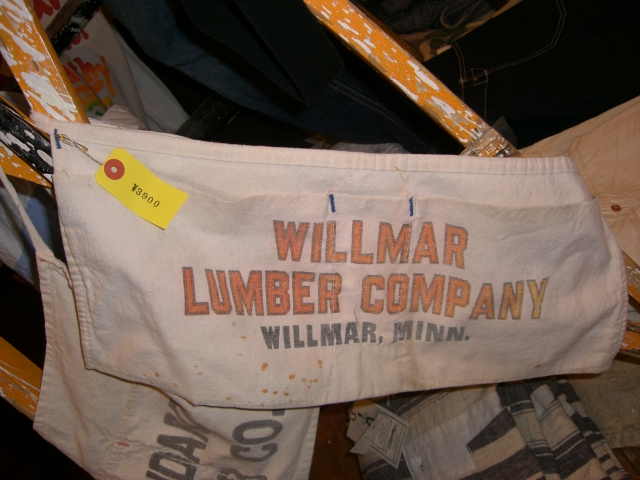 ¥3900
WILLMAR
LUMBER COMPANY
WILLMAR, MINN.